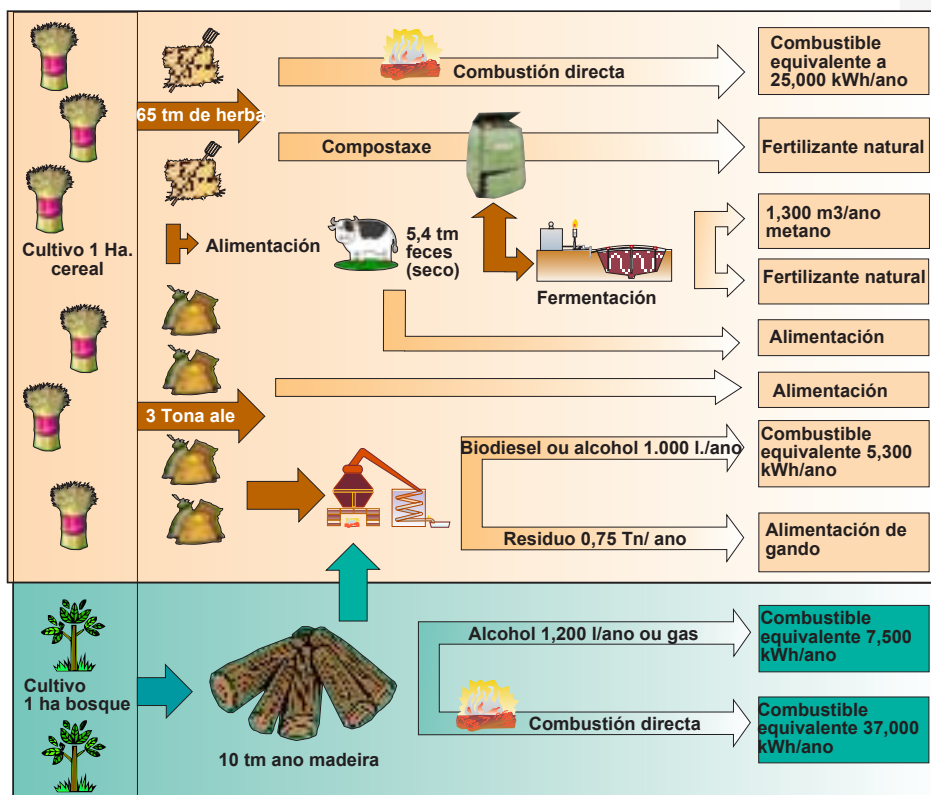 Combustible
equivalente a
25,000 kWh/ano
Combustión directa
65 tm de herba
Compostaxe
Fertilizante natural
Cultivo 1 Ha.
cereal
Alimentación
5,4 tm
feces
(seco)
1,300 m3/ano
metano
Fermentación
Fertilizante natural
Alimentación
Alimentación
3 Tona ale
Biodiesel ou alcohol 1.000 l./ano
Combustible
equivalente 5,300
kWh/ano
Residuo 0,75 Tn/ ano
Alimentación de
gando
Cultivo
1 ha bosque
10 tm ano madeira
Alcohol 1,200 l/ano ou gas
Combustible
equivalente 7,500
kWh/ano
Combustión directa
Combustible
equivalente 37,000
kWh/ano